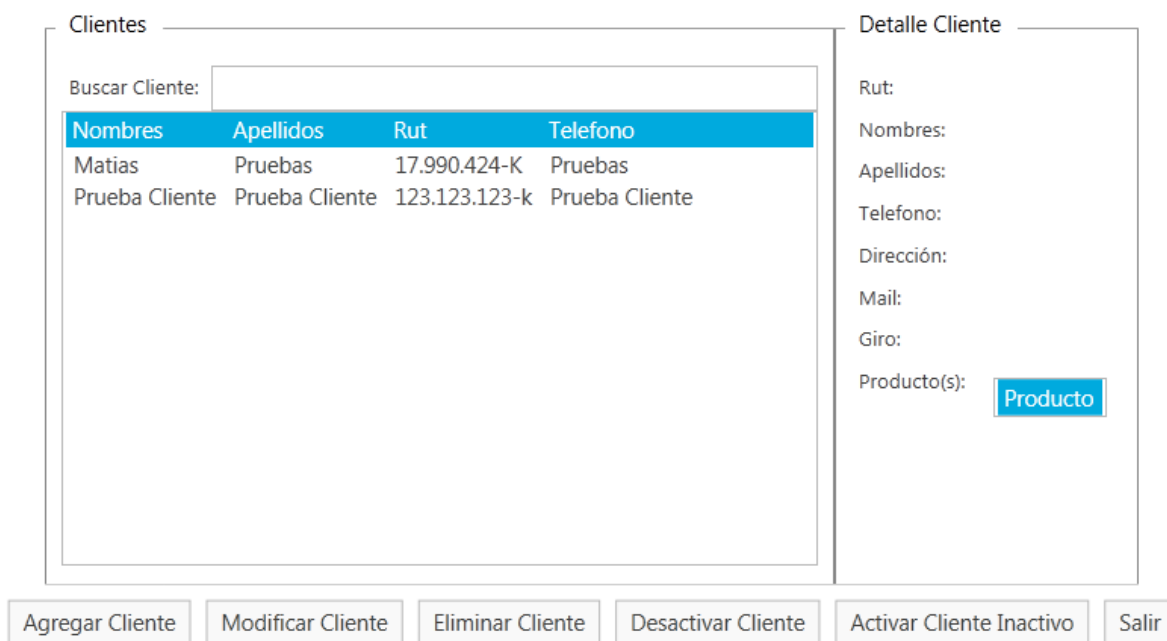 Clientes
Buscar Cliente:
Nombres Apellidos Rut Telefono
Matias Pruebas 17.990.424-K Pruebas
Prueba Cliente Prueba Cliente 123.123.123-k Prueba Cliente
Detalle Cliente
Rut:
Nombres:
Apellidos:
Telefono:
Dirección:
Mail:
Giro:
Producto(s):
Producto
Agregar Cliente Modificar Cliente Eliminar Cliente Desactivar Cliente Activar Cliente Inactivo Salir